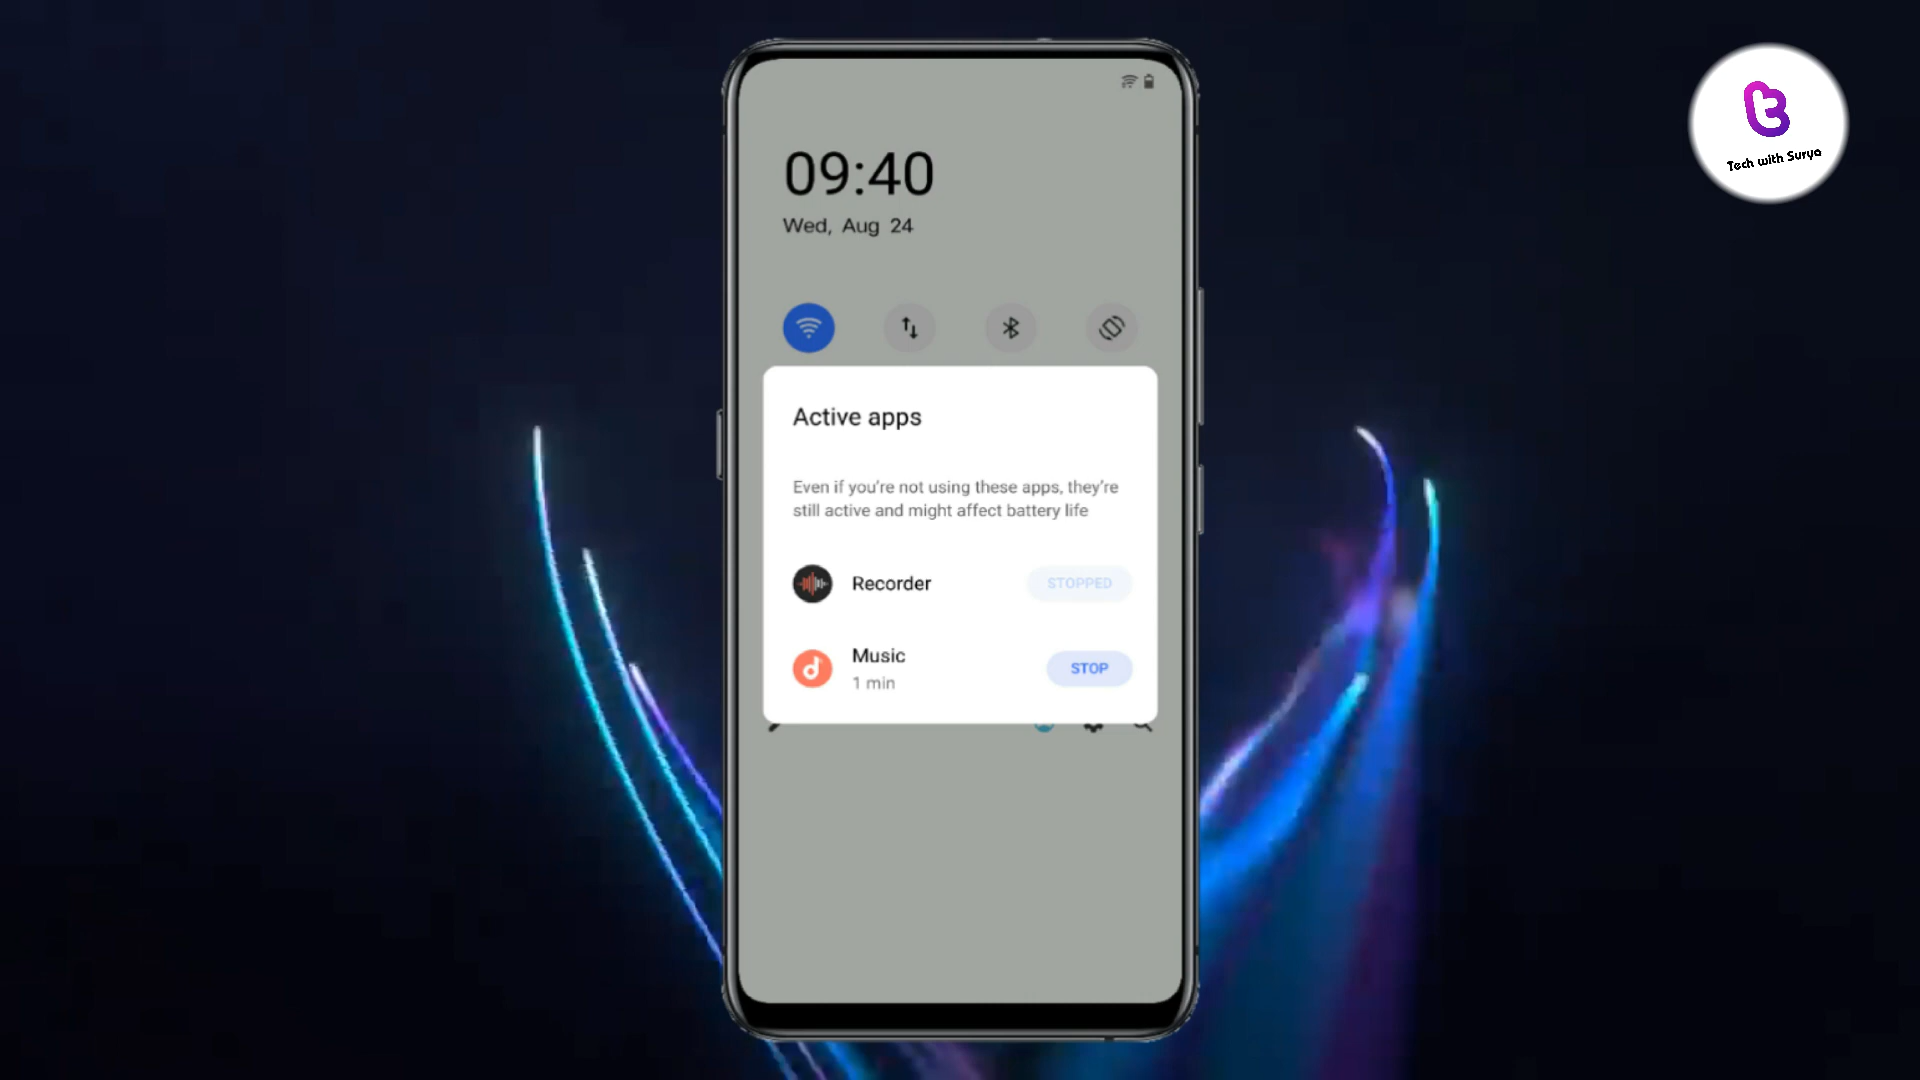 09:40
Wed, Aug 24
Tech with Surya
Active apps
Even if you're not using these apps, they're
still active and might affect battery life
Recorder
STOPPED
Music
1 min
STOP